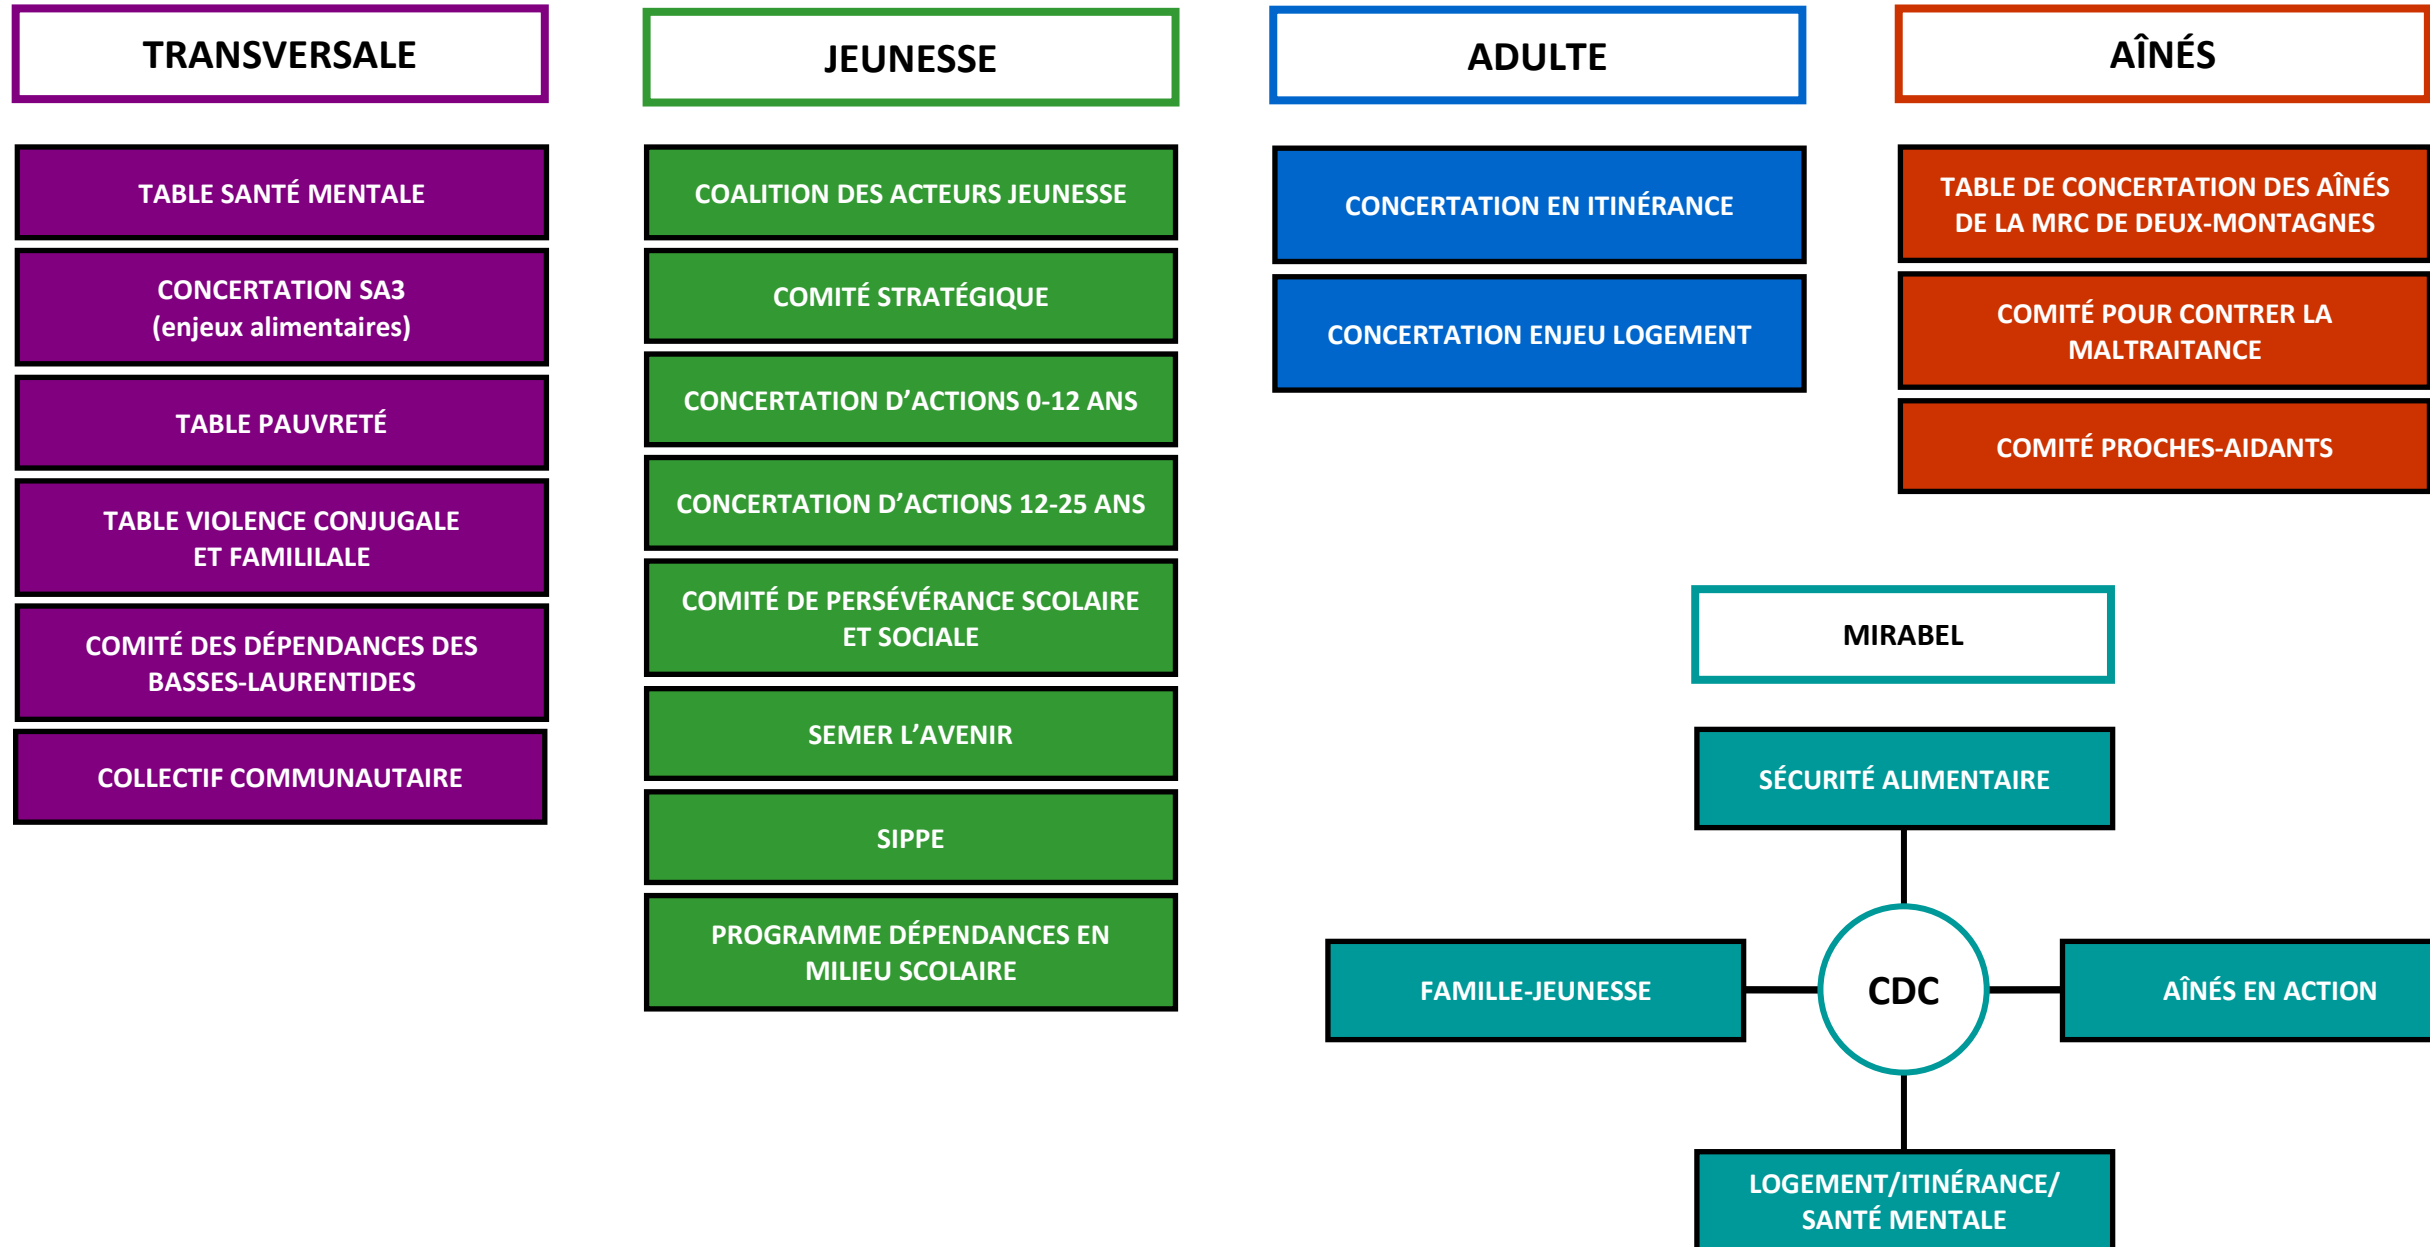 TRANSVERSALE
TABLE SANTÉ MENTALE
CONCERTATION SA3
(enjeux alimentaires)
TABLE PAUVRETÉ
TABLE VIOLENCE CONJUGALE
ET FAMILILALE
COMITÉ DES DÉPENDANCES DES
BASSES-LAURENTIDES
COLLECTIF COMMUNAUTAIRE
JEUNESSE
COALITION DES ACTEURS JEUNESSE
COMITÉ STRATÉGIQUE
CONCERTATION D’ACTIONS 0-12 ANS
CONCERTATION D’ACTIONS 12-25 ANS
COMITÉ DE PERSÉVÉRANCE SCOLAIRE
ET SOCIALE
SEMER L’AVENIR
SIPPE
PROGRAMME DÉPENDANCES EN
MILIEU SCOLAIRE
ADULTE
CONCERTATION EN ITINÉRANCE
CONCERTATION ENJEU LOGEMENT
AÎNÉS
TABLE DE CONCERTATION DES AÎNÉS
DE LA MRC DE DEUX-MONTAGNES
COMITÉ POUR CONTRER LA
MALTRAITANCE
COMITÉ PROCHES-AIDANTS
MIRABEL
SÉCURITÉ ALIMENTAIRE
FAMILLE-JEUNESSE
CDC
AÎNÉS EN ACTION
LOGEMENT/ITINÉRANCE/
SANTÉ MENTALE